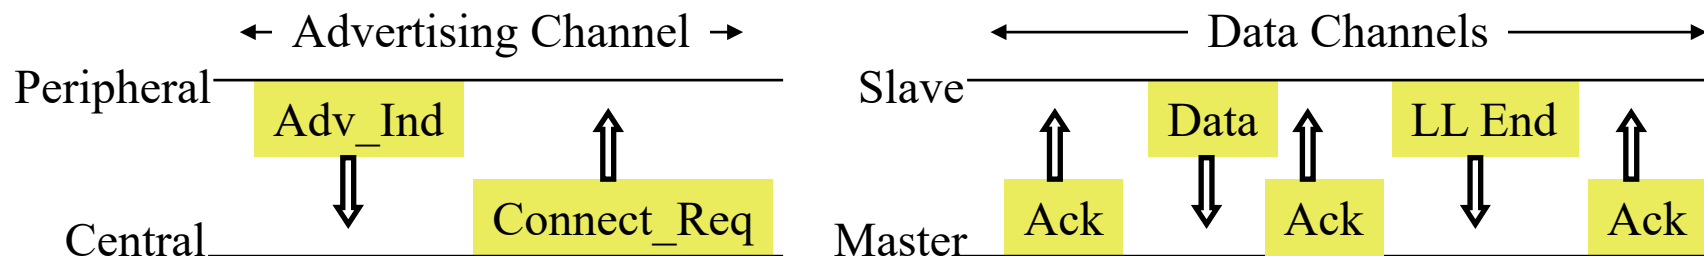 Advertising Channel
Data Channels
Peripheral
Slave
Adv_Ind
Data
LL End
Connect_Req
Ack
Ack
Ack
Central
Master